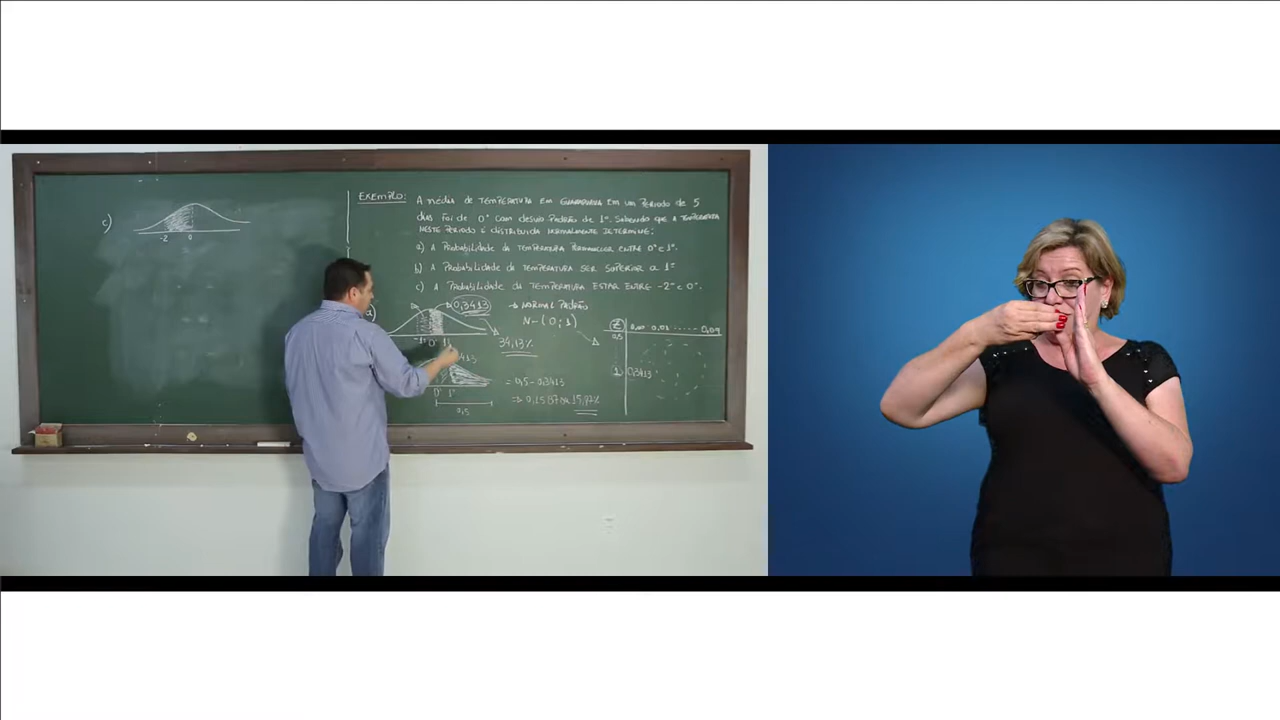 c)
-2 0
EXEMPLO: A MÉDIA DE TEMPERATURA EM GUARAPUAVA EM UM PERÍODO DE 5
DIAS FOI DE 0° COM DESVIO PADRÃO DE 1°. SABENDO QUE A TEMPERATURA
NESTE PERÍODO É DISTRIBUÍDA NORMALMENTE DETERMINE:
a) A PROBABILIDADE DA TEMPERATURA PERMANECER ENTRE 0° E 1°.
b) A PROBABILIDADE DA TEMPERATURA SER SUPERIOR A 1°
c) A PROBABILIDADE DA TEMPERATURA ESTAR ENTRE -2° E 0°.
a)
0,3413
→ NORMAL PADRÃO
N~(0;1)
-1 0° 1
34,13%
Z 0,00 0,01 ...... 0,09
1 0,3413
= 0,5 - 0,3413
0° 1°
⇒ 0,1587 ou 15,87%
0,5